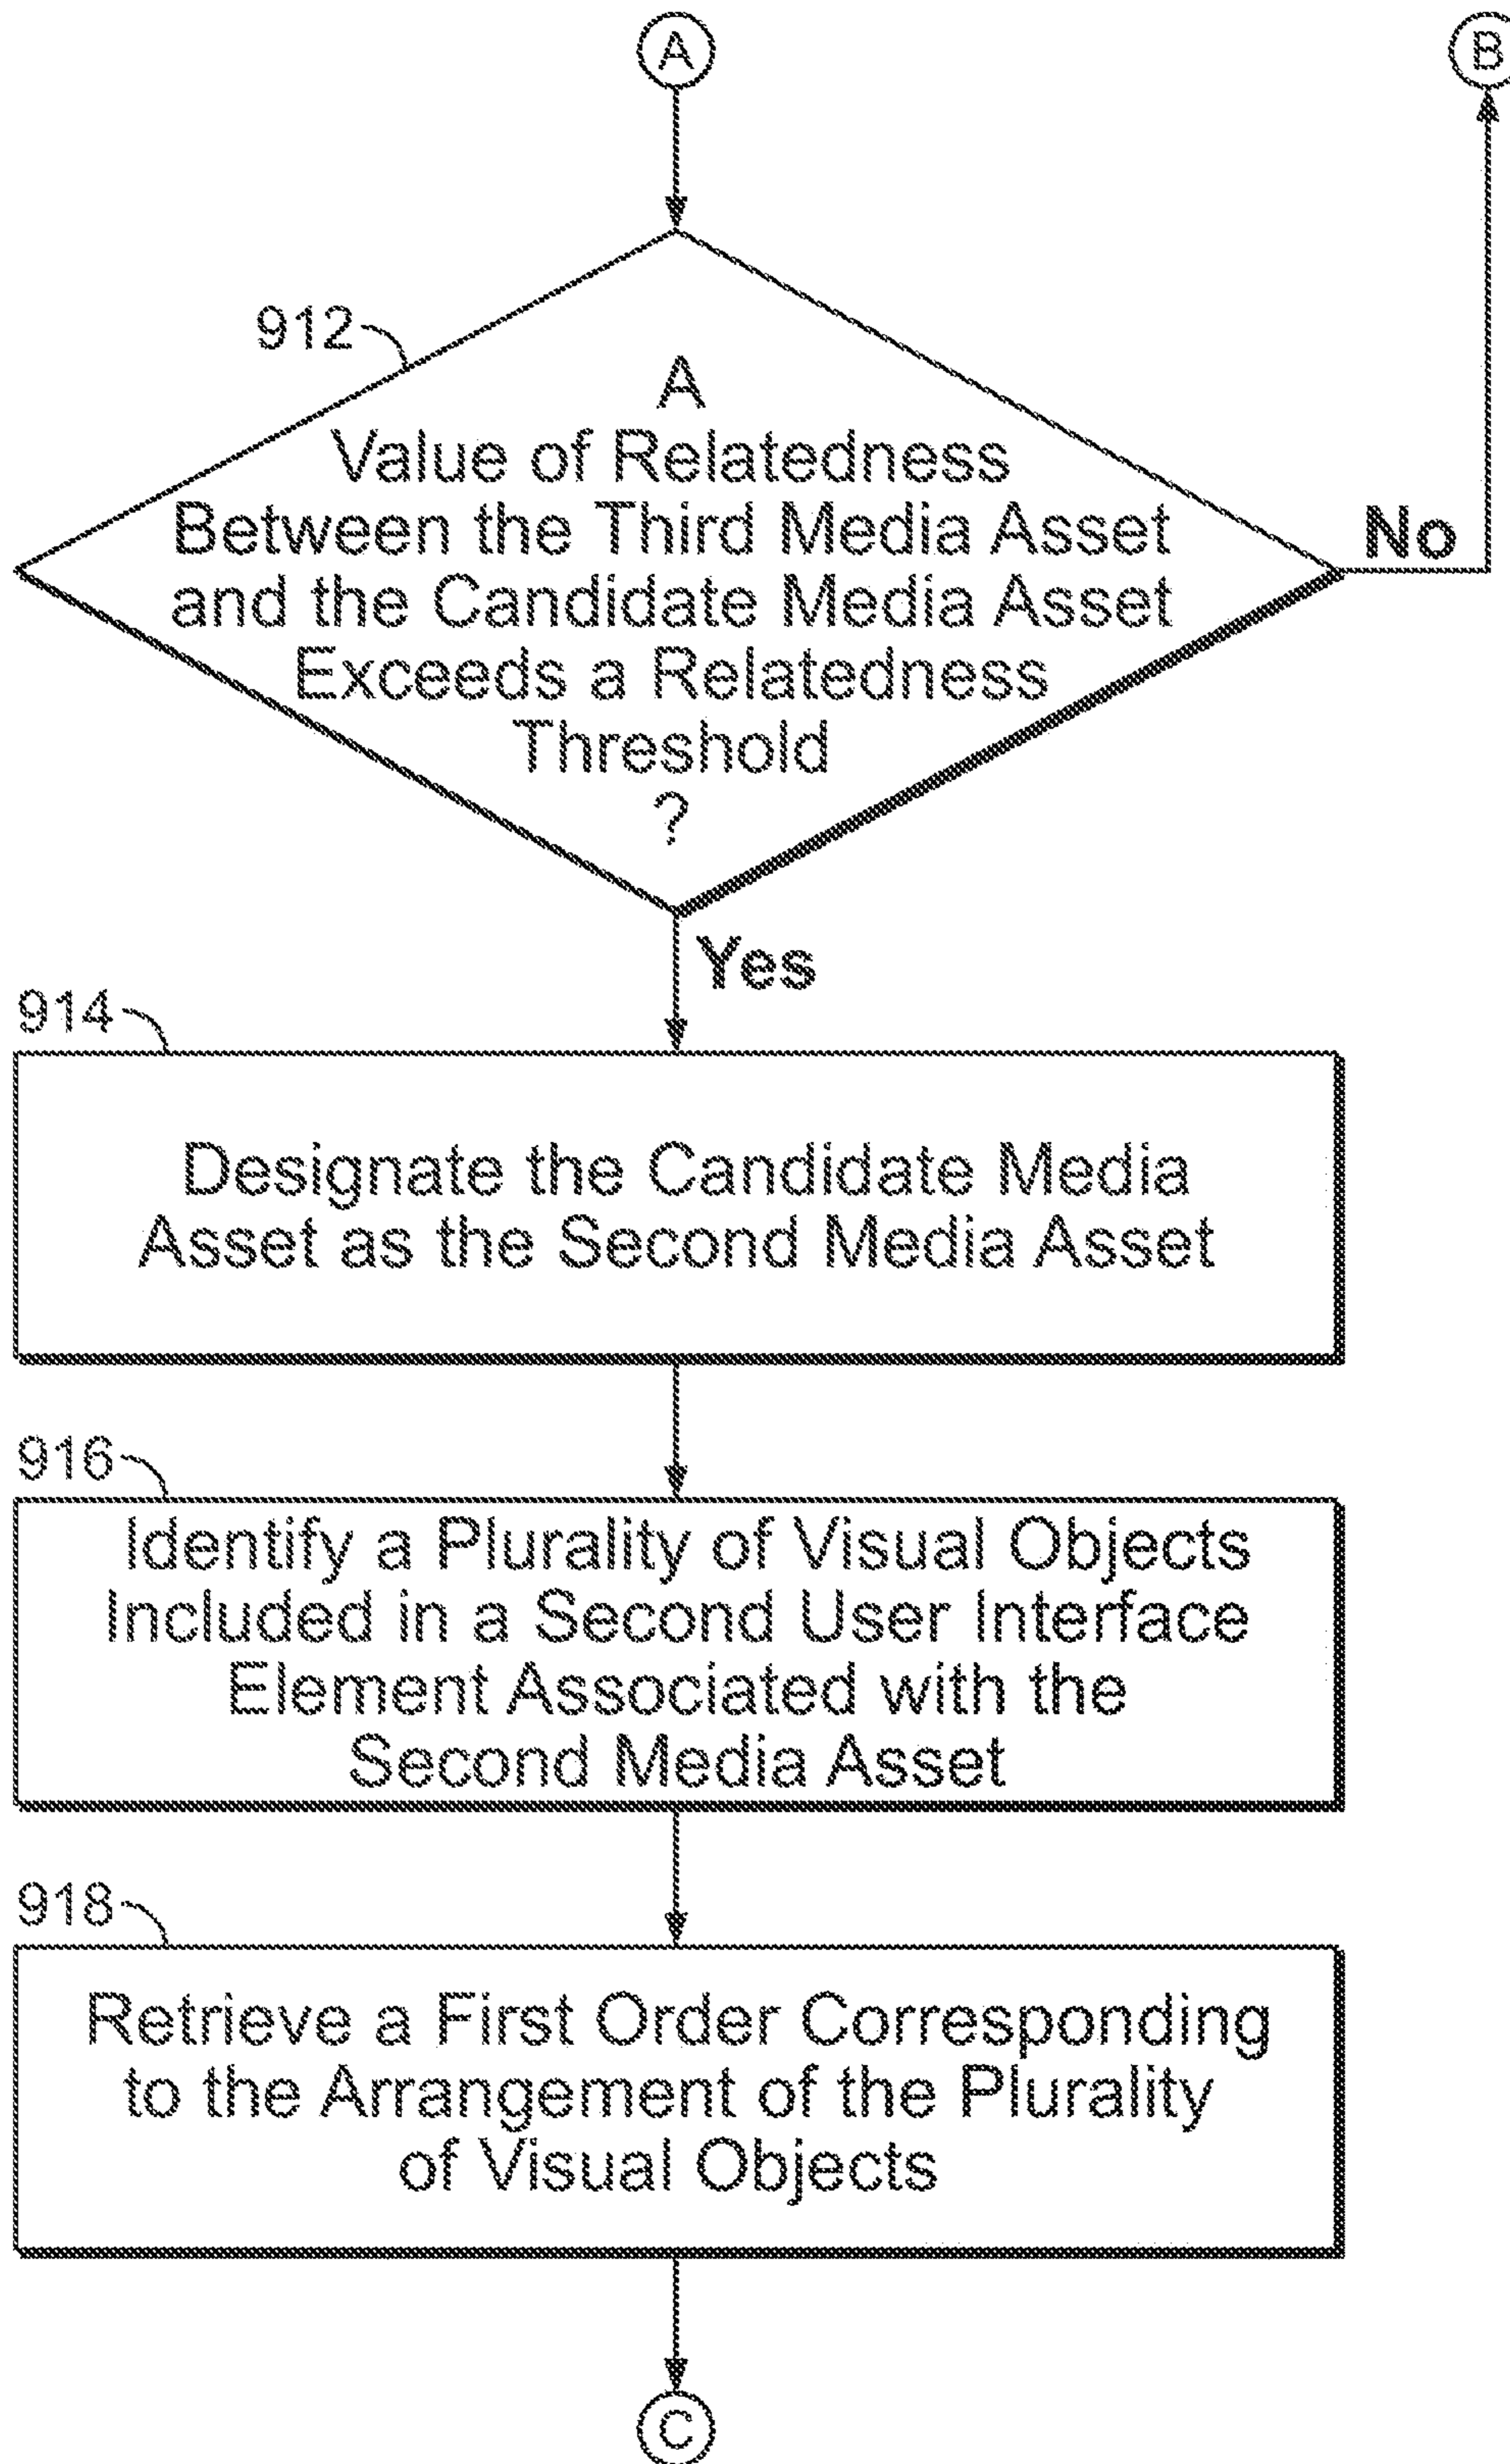 A
B
912
A
Value of Relatedness
Between the Third Media Asset
and the Candidate Media Asset
Exceeds a Relatedness
Threshold
?
No
Yes
914
Designate the Candidate Media
Asset as the Second Media Asset
916
Identify a Plurality of Visual Objects
Included in a Second User Interface
Element Associated with the
Second Media Asset
918
Retrieve a First Order Corresponding
to the Arrangement of the Plurality
of Visual Objects
C